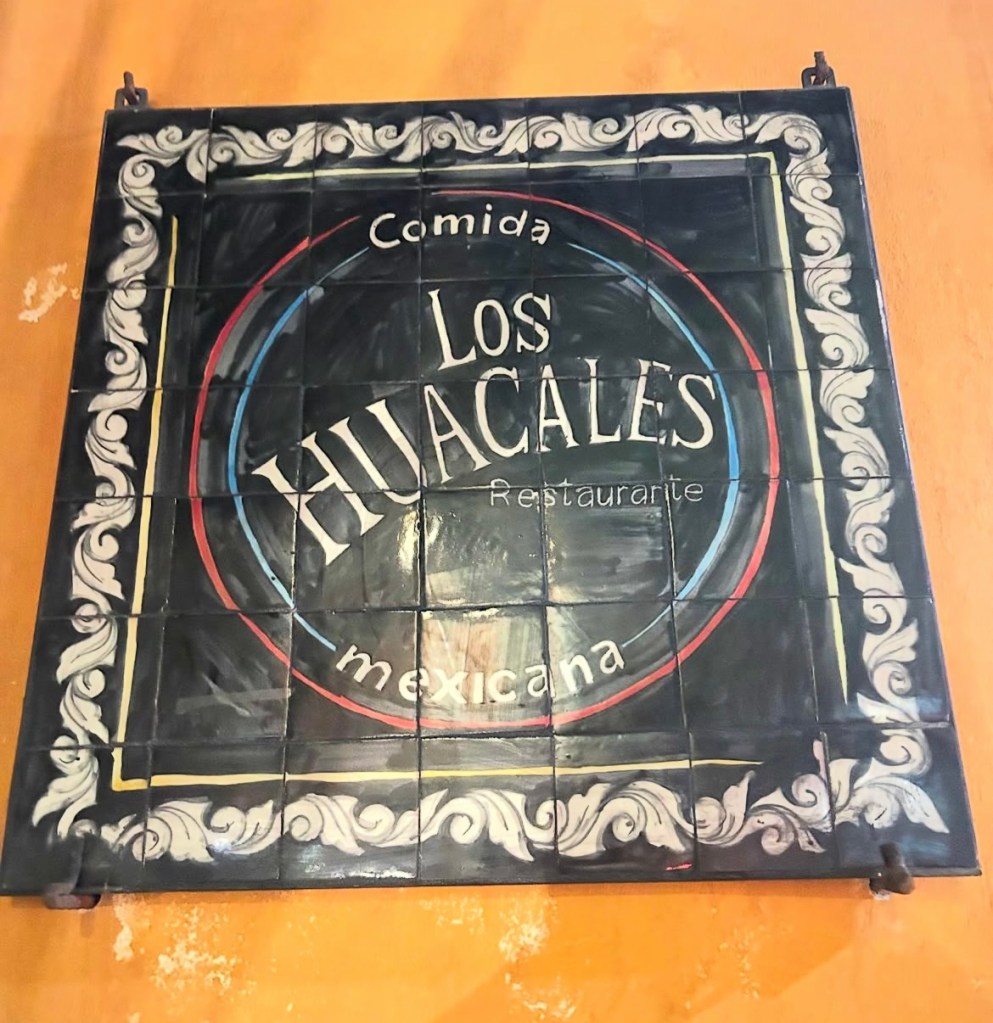 Comida
LOS
HUACALES
Restaurante
mexicana